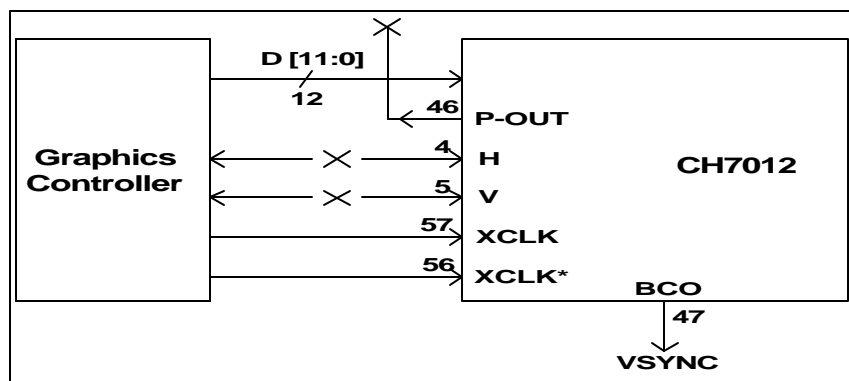 D [11:0]
12
46
P-OUT
Graphics
Controller
4
H
CH7012
5
V
57
XCLK
56
XCLK*
BCO
47
VSYNC